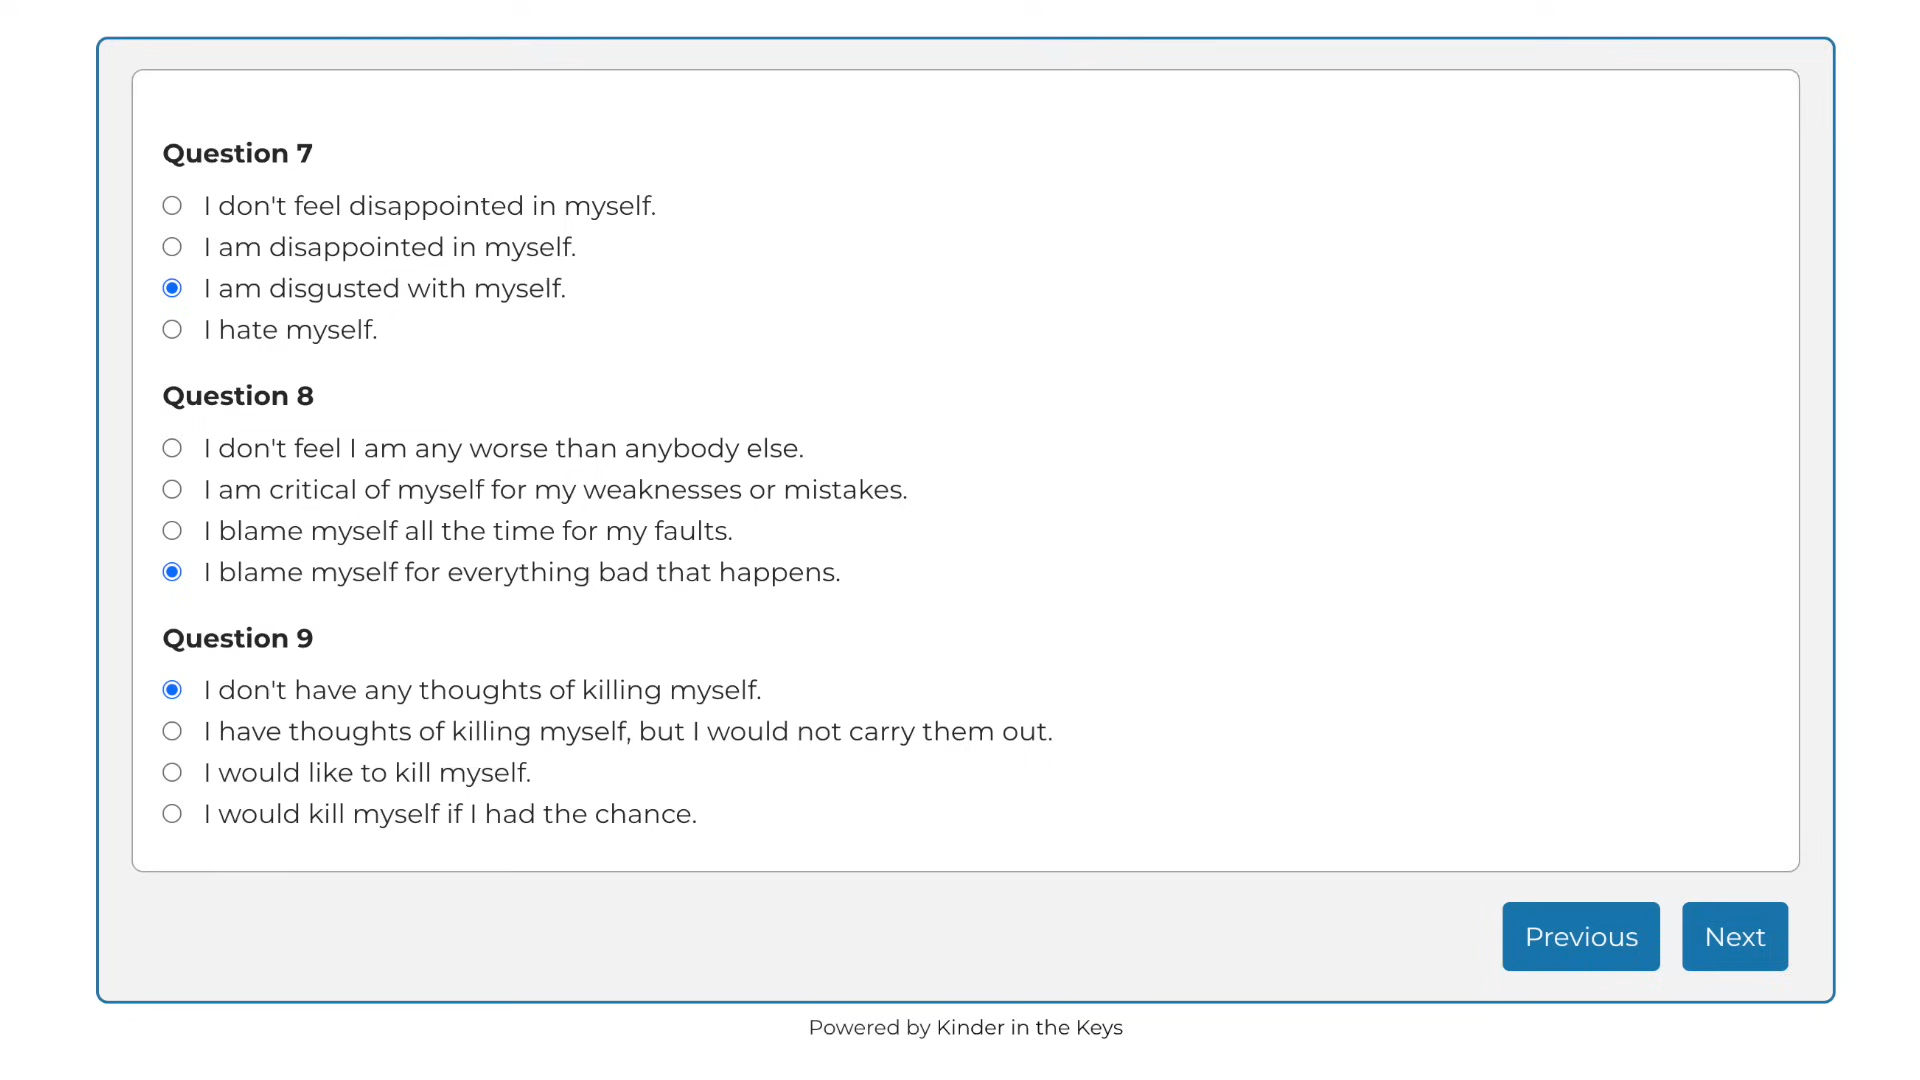 Question 7
I don't feel disappointed in myself.
I am disappointed in myself.
I am disgusted with myself.
I hate myself.
Question 8
I don't feel I am any worse than anybody else.
I am critical of myself for my weaknesses or mistakes.
I blame myself all the time for my faults.
I blame myself for everything bad that happens.
Question 9
I don't have any thoughts of killing myself.
I have thoughts of killing myself, but I would not carry them out.
I would like to kill myself.
I would kill myself if I had the chance.
Previous Next
Powered by Kinder in the Keys